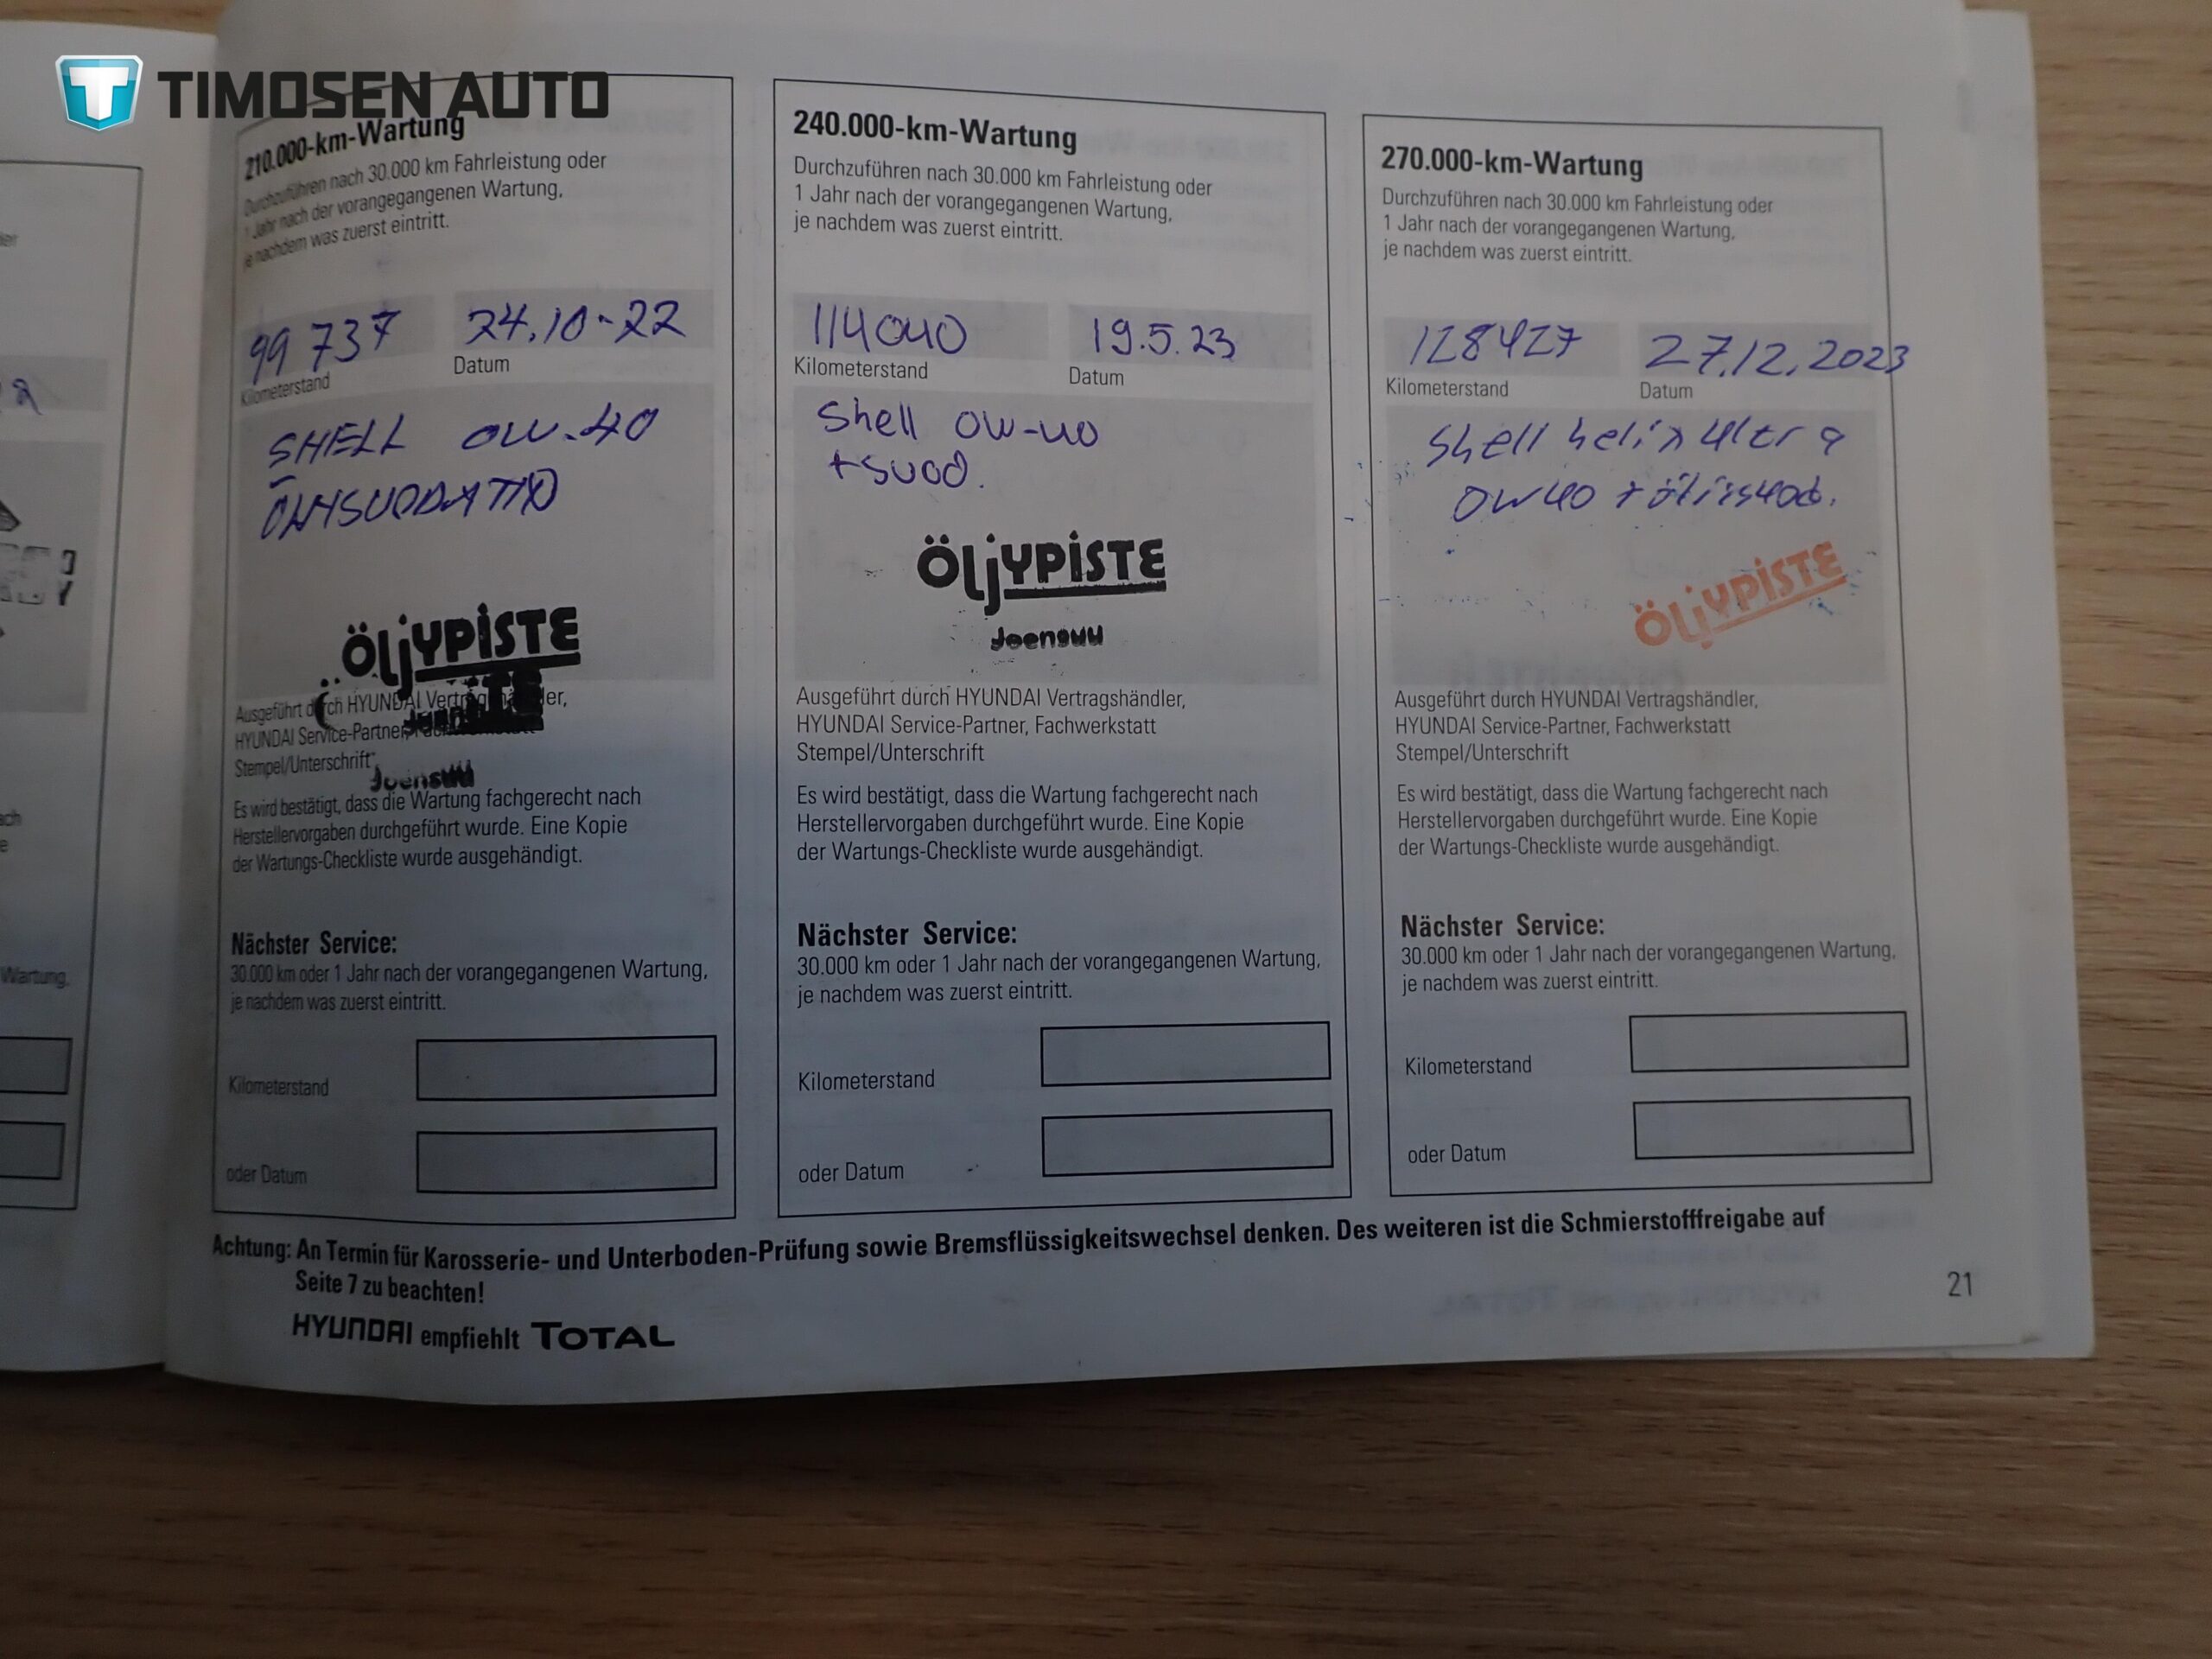 TIMOSEN AUTO
210.000-km-Wartung
Durchzuführen nach 30.000 km Fahrleistung oder
1 Jahr nach der vorangegangenen Wartung,
je nachdem was zuerst eintritt.
99 737 24.10-22
Kilometerstand Datum
SHELL 0W-40
ÖLJYPISTE
Joensuu
Ausgeführt durch HYUNDAI
HYUNDAI Service-Partner,
Stempel/Unterschrift
Es wird bestätigt, dass die Wartung fachgerecht nach
Herstellervorgaben durchgeführt wurde. Eine Kopie
der Wartungs-Checkliste wurde ausgehändigt.
Nächster Service:
30.000 km oder 1 Jahr nach der vorangegangenen Wartung,
je nachdem was zuerst eintritt.
Kilometerstand
oder Datum
240.000-km-Wartung
Durchzuführen nach 30.000 km Fahrleistung oder
1 Jahr nach der vorangegangenen Wartung,
je nachdem was zuerst eintritt.
114040 19.5.23
Kilometerstand Datum
Shell 0W-40
+suod.
ÖLJYPISTE
Joensuu
Ausgeführt durch HYUNDAI Vertragshändler,
HYUNDAI Service-Partner, Fachwerkstatt
Stempel/Unterschrift
Es wird bestätigt, dass die Wartung fachgerecht nach
Herstellervorgaben durchgeführt wurde. Eine Kopie
der Wartungs-Checkliste wurde ausgehändigt.
Nächster Service:
30.000 km oder 1 Jahr nach der vorangegangenen Wartung,
je nachdem was zuerst eintritt.
Kilometerstand
oder Datum
270.000-km-Wartung
Durchzuführen nach 30.000 km Fahrleistung oder
1 Jahr nach der vorangegangenen Wartung,
je nachdem was zuerst eintritt.
128427 27.12.2023
Kilometerstand Datum
Shell helix ultra
0W40
ÖLJYPISTE
Ausgeführt durch HYUNDAI Vertragshändler,
HYUNDAI Service-Partner, Fachwerkstatt
Stempel/Unterschrift
Es wird bestätigt, dass die Wartung fachgerecht nach
Herstellervorgaben durchgeführt wurde. Eine Kopie
der Wartungs-Checkliste wurde ausgehändigt.
Nächster Service:
30.000 km oder 1 Jahr nach der vorangegangenen Wartung,
je nachdem was zuerst eintritt.
Kilometerstand
oder Datum
Achtung: An Termin für Karosserie- und Unterboden-Prüfung sowie Bremsflüssigkeitswechsel denken. Des weiteren ist die Schmierstofffreigabe auf
Seite 7 zu beachten!
HYUNDAI empfiehlt TOTAL
21
Wartung,